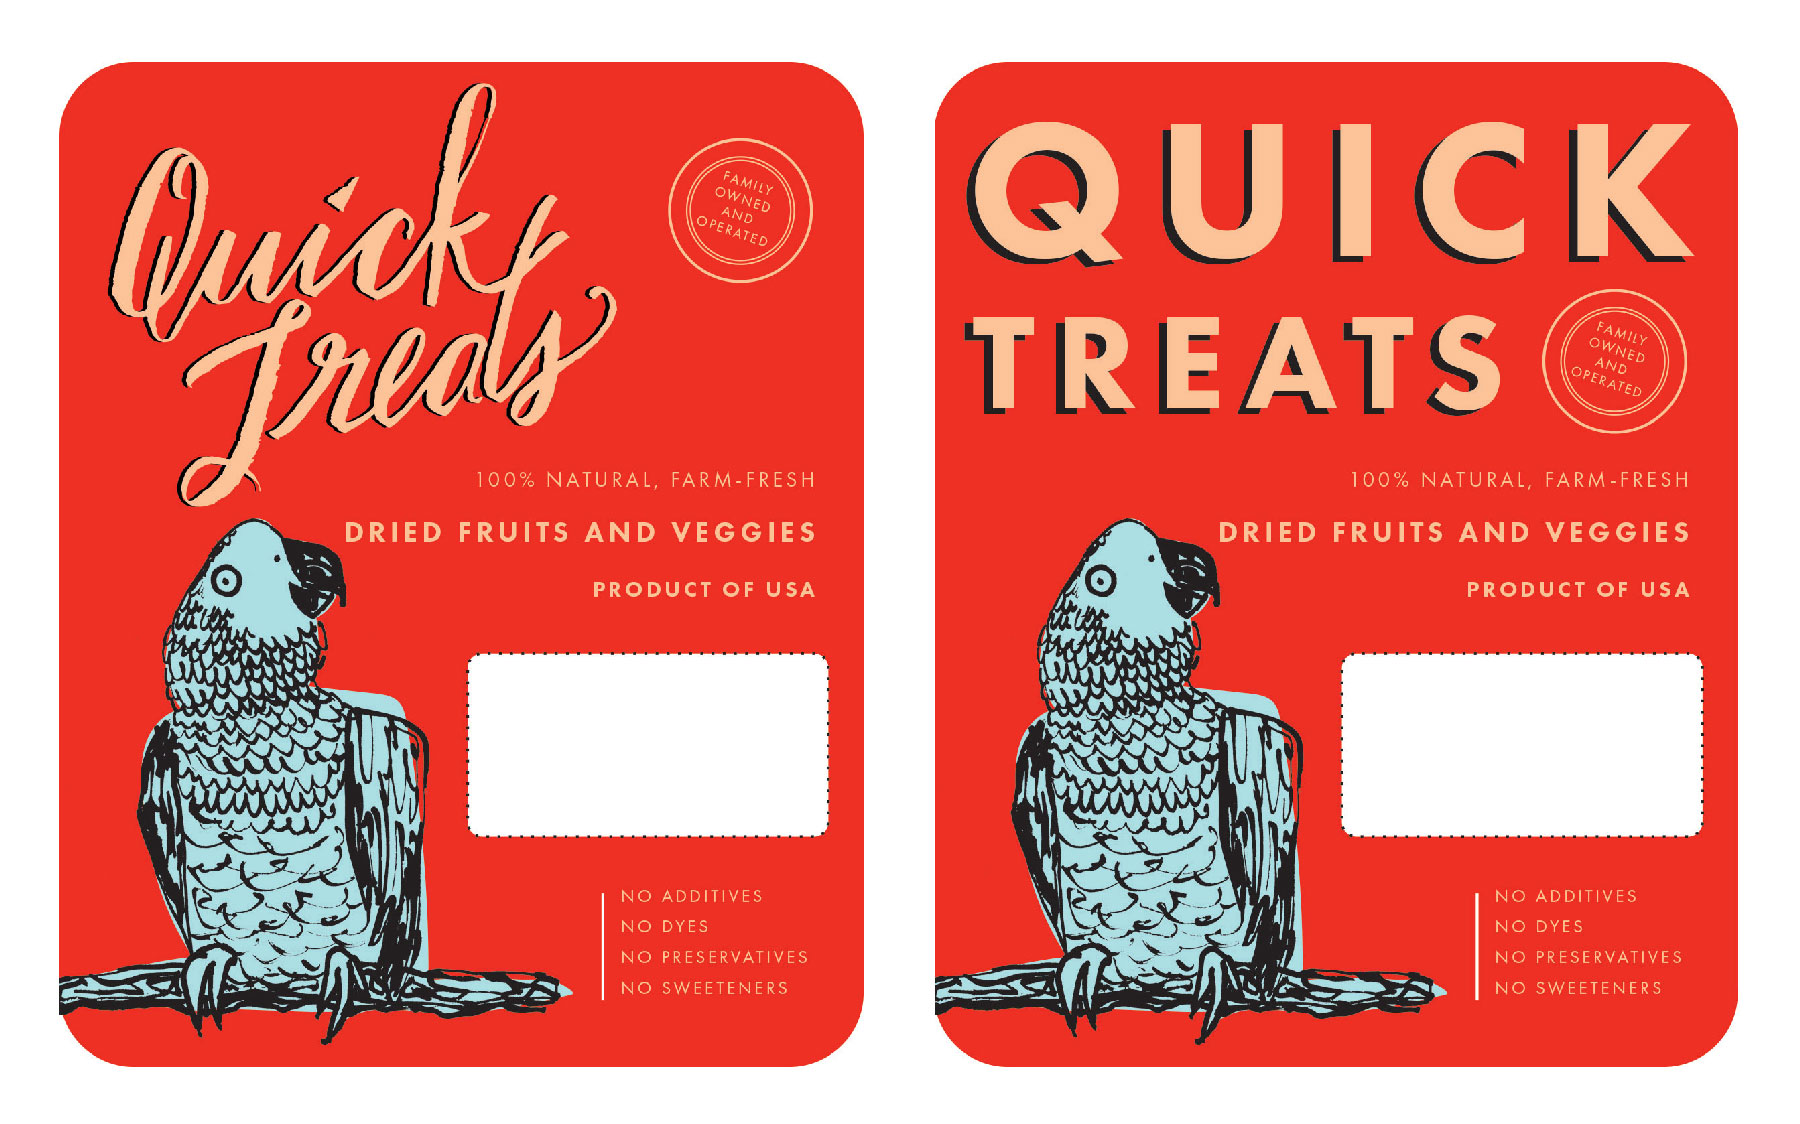 Quick
Treats
FAMILY
OWNED
AND
OPERATED
100% NATURAL, FARM-FRESH
DRIED FRUITS AND VEGGIES
PRODUCT OF USA
NO ADDITIVES
NO DYES
NO PRESERVATIVES
NO SWEETENERS
QUICK
TREATS
FAMILY
OWNED
AND
OPERATED
100% NATURAL, FARM-FRESH
DRIED FRUITS AND VEGGIES
PRODUCT OF USA
NO ADDITIVES
NO DYES
NO PRESERVATIVES
NO SWEETENERS